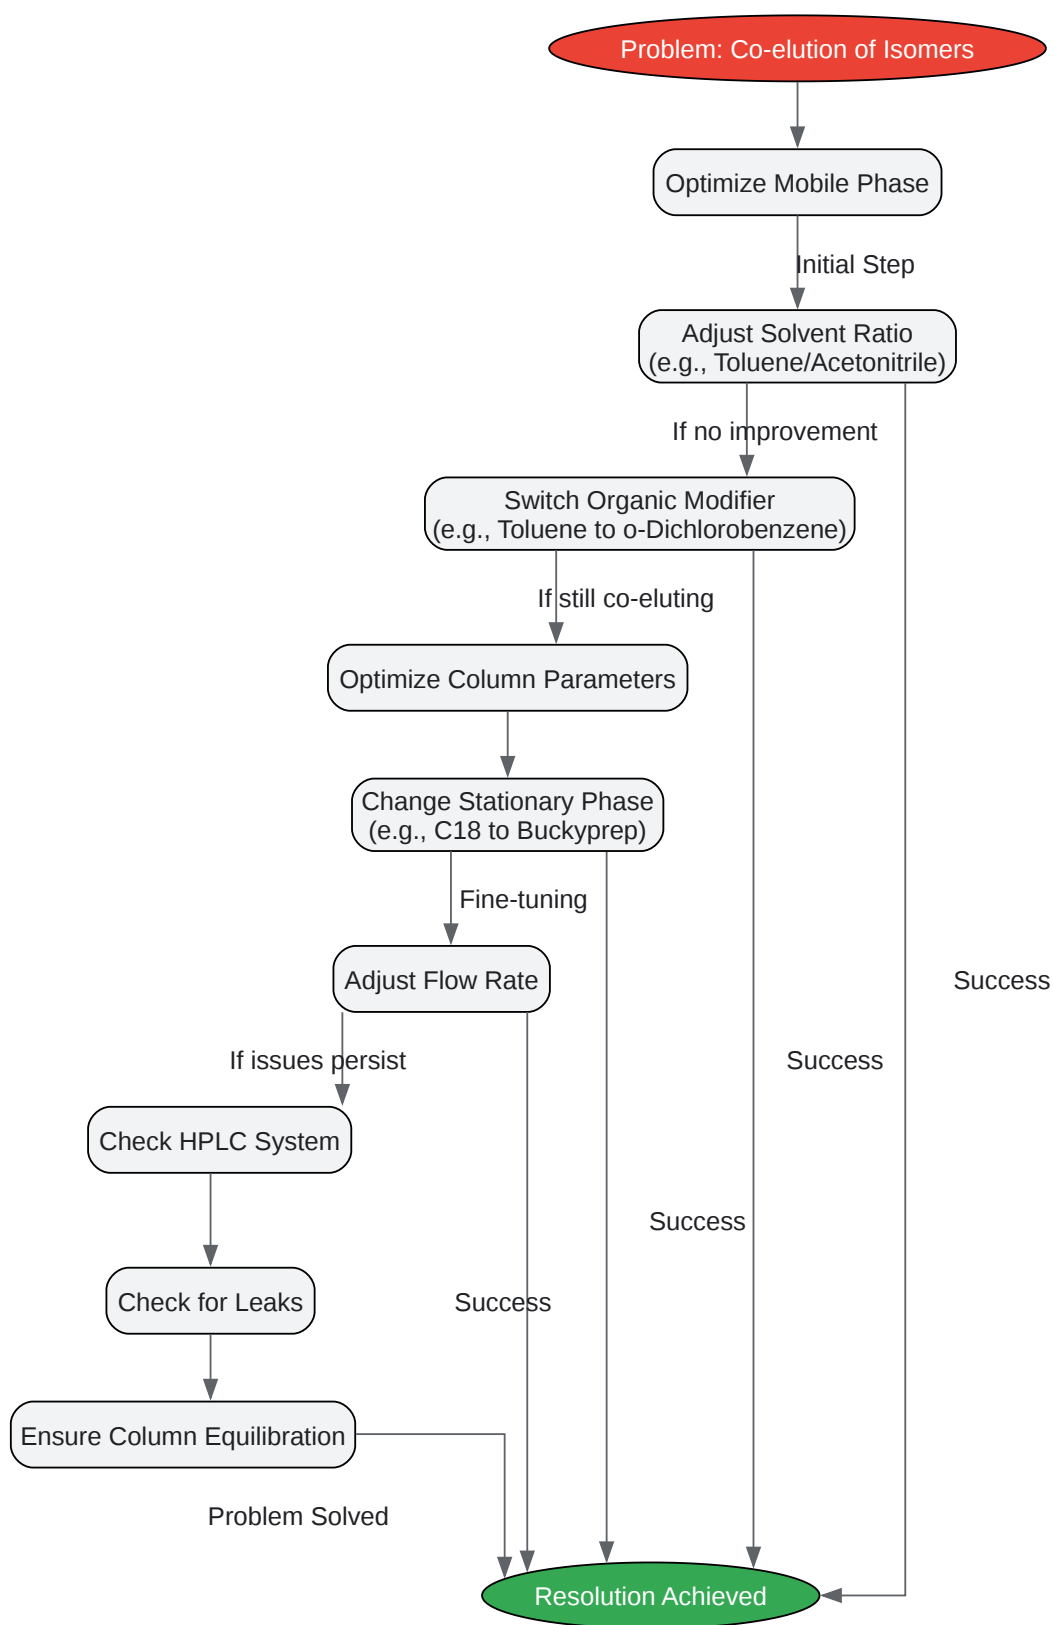 Problem: Co-elution of Isomers
Optimize Mobile Phase
Initial Step
Adjust Solvent Ratio
(e.g., Toluene/Acetonitrile)
If no improvement
Switch Organic Modifier
(e.g., Toluene to o-Dichlorobenzene)
If still co-eluting
Optimize Column Parameters
Change Stationary Phase
(e.g., C18 to Buckyprep)
Fine-tuning
Adjust Flow Rate
Success
If issues persist
Success
Check HPLC System
Success
Check for Leaks
Success
Ensure Column Equilibration
Problem Solved
Resolution Achieved